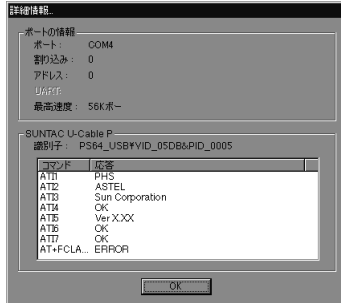 詳細情報...
ポートの情報
ポート： COM4
割り込み： 0
アドレス： 0
UART:
最高速度： 56Kボー
SUNTAC U-Cable P
識別子： PS64_USB¥VID_05DB&PID_0005
コマンド 応答
ATI1 PHS
ATI2 ASTEL
ATI3 Sun Corporation
ATI4 OK
ATI5 Ver X.XX
ATI6 OK
ATI7 OK
AT+FCLA... ERROR
OK